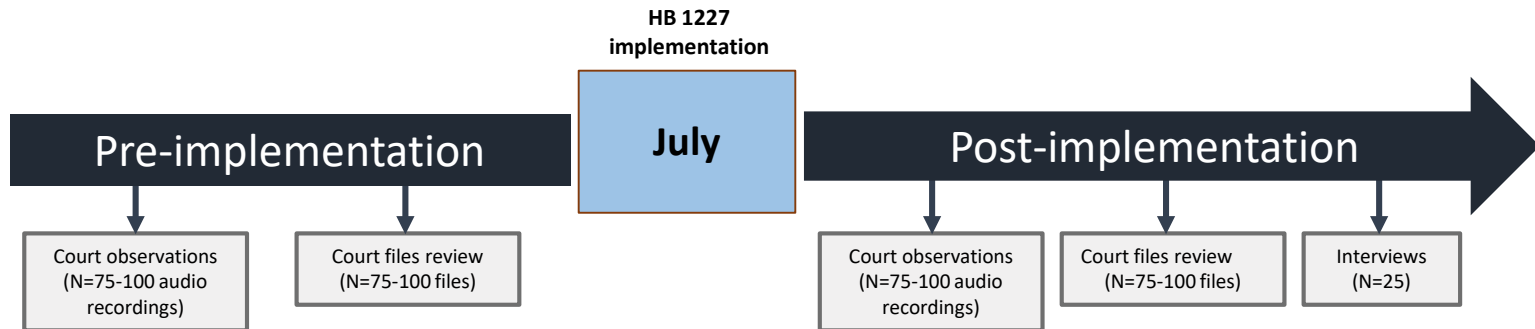 HB 1227
implementation
Pre-implementation
July
Post-implementation
Court observations
(N=75-100 audio
recordings)
Court files review
(N=75-100 files)
Court observations
(N=75-100 audio
recordings)
Court files review
(N=75-100 files)
Interviews
(N=25)